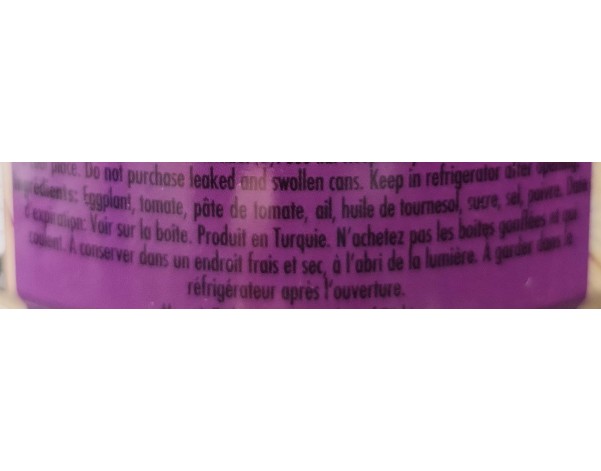 place. Do not purchase leaked and swollen cans. Keep in refrigerator after opening
Ingrédients: Eggplant, tomate, pâte de tomate, ail, huile de tournesol, sucre, sel, poivre. Date
d'expiration: Voir sur la boîte. Produit en Turquie. N'achetez pas les boîtes gonflées et qui
coulent. À conserver dans un endroit frais et sec, à l'abri de la lumière. À garder dans le
réfrigérateur après l'ouverture.